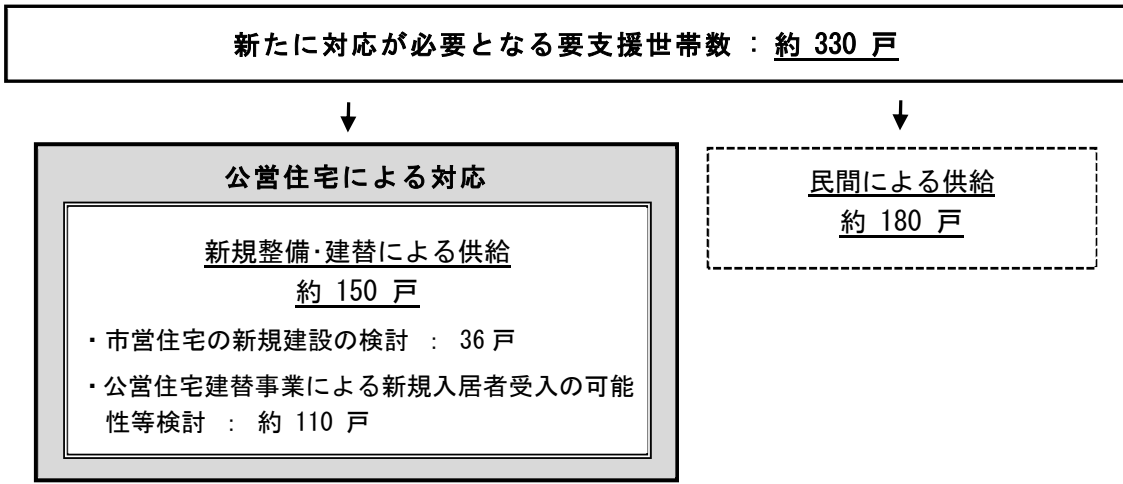 新たに対応が必要となる要支援世帯数 : 約 330 戸
公営住宅による対応
新規整備・建替による供給
約 150 戸
・市営住宅の新規建設の検討 : 36 戸
・公営住宅建替事業による新規入居者受入の可能
性等検討 : 約 110 戸
民間による供給
約 180 戸